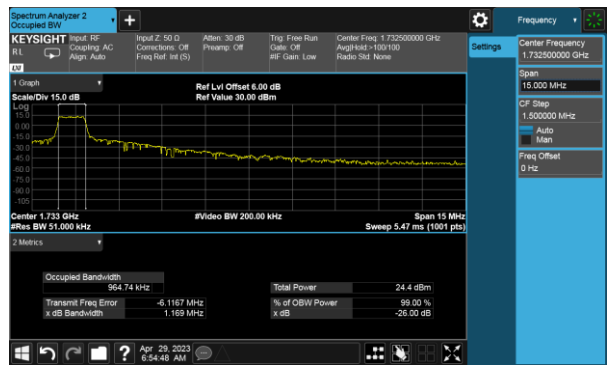 Spectrum Analyzer 2
Occupied BW
Frequency
KEYSIGHT
RL
Input: RF
Coupling: AC
Align: Auto
Input Z: 50 Ω
Corrections: Off
Freq Ref: Int (S)
Atten: 30 dB
Preamp: Off
Trig: Free Run
Gate: Off
#IF Gain: Low
Center Freq: 1.732500000 GHz
Avg|Hold:>100/100
Radio Std: None
LXI
Settings
Center Frequency
1.732500000 GHz
Span
15.000 MHz
CF Step
1.500000 MHz
Auto
Man
Freq Offset
0 Hz
1 Graph
Scale/Div 15.0 dB
Ref Lvl Offset 6.00 dB
Ref Value 30.00 dBm
Log
15.0
0.00
-15.0
-30.0
-45.0
-60.0
-75.0
-90.0
-105
Center 1.733 GHz
#Video BW 200.00 kHz
Span 15 MHz
#Res BW 51.000 kHz
Sweep 5.47 ms (1001 pts)
2 Metrics
Occupied Bandwidth
964.74 kHz
Total Power
24.4 dBm
Transmit Freq Error
-6.1167 MHz
% of OBW Power
99.00 %
x dB Bandwidth
1.169 MHz
x dB
-26.00 dB
?
Apr 29, 2023
6:54:48 AM